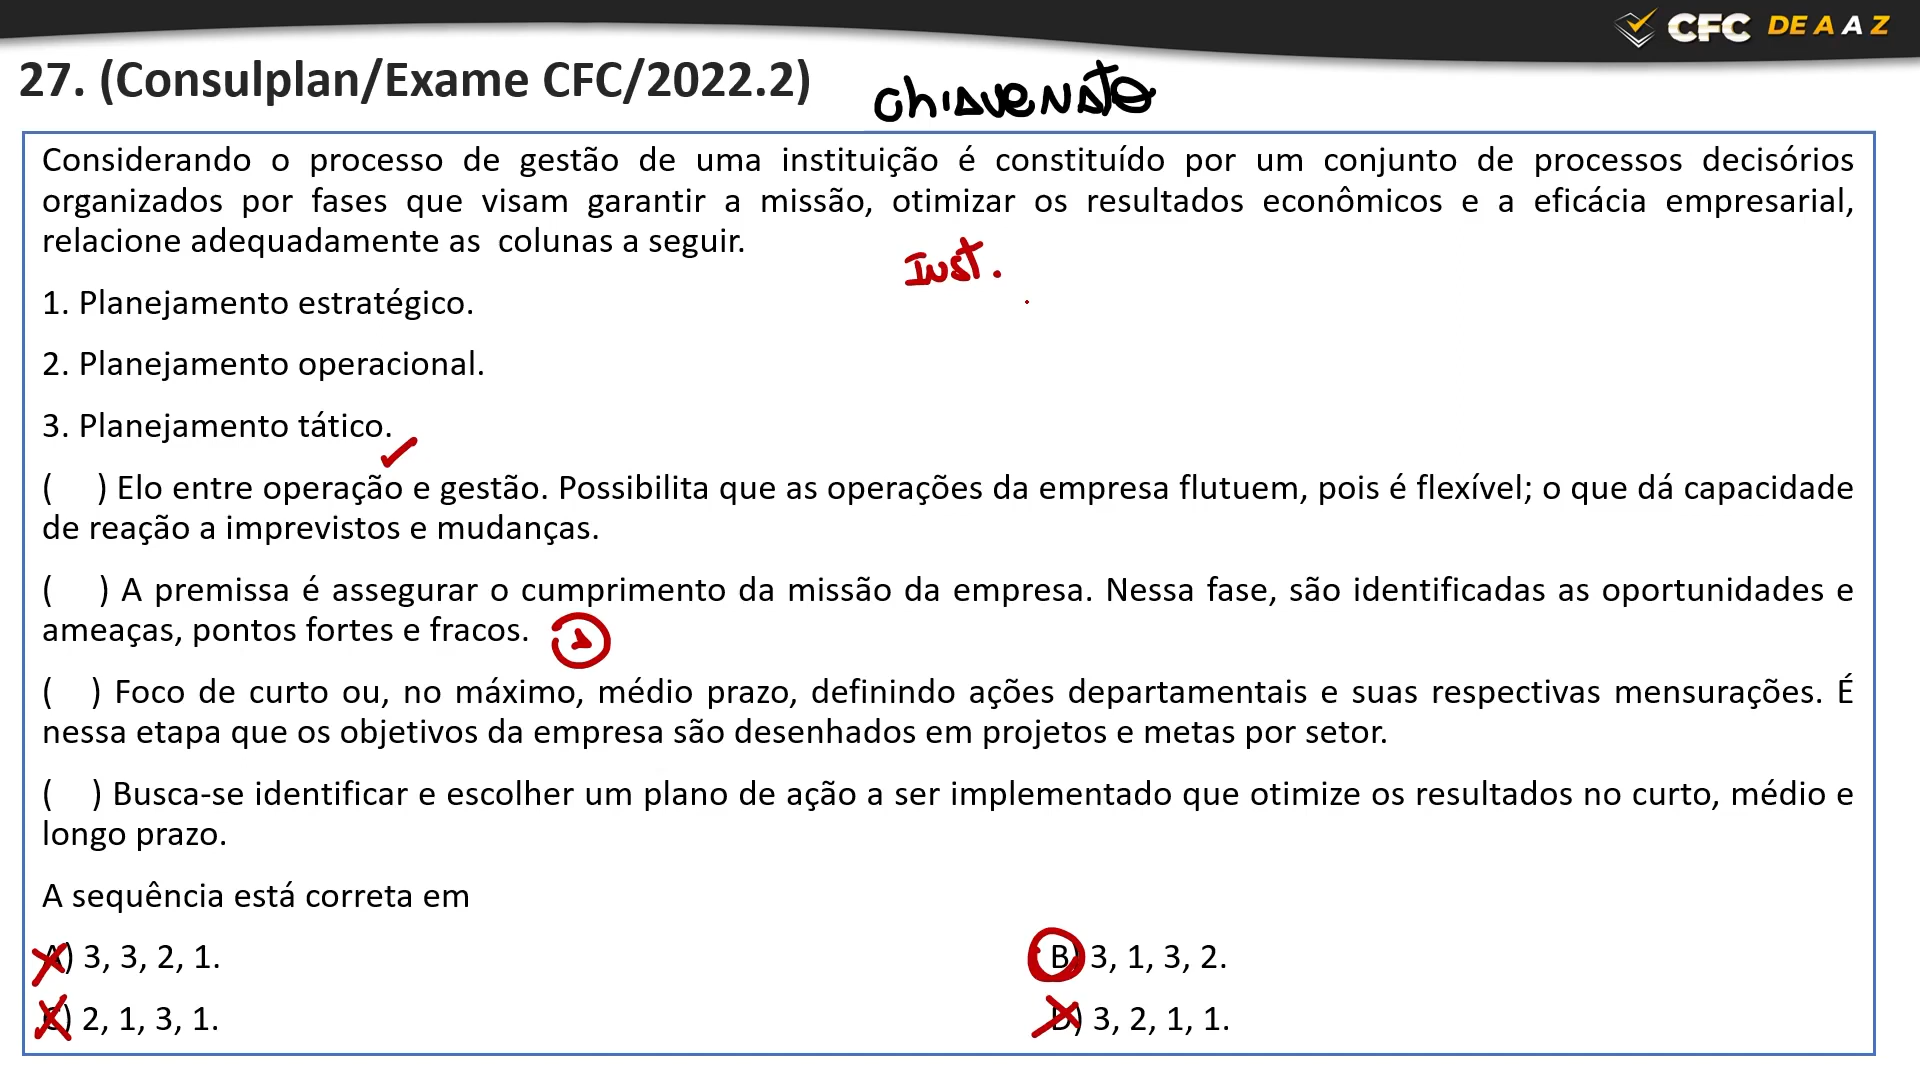 CFC DE A A Z
27. (Consulplan/Exame CFC/2022.2)
chiavenato
Considerando o processo de gestão de uma instituição é constituído por um conjunto de processos decisórios
organizados por fases que visam garantir a missão, otimizar os resultados econômicos e a eficácia empresarial,
relacione adequadamente as colunas a seguir.
Inst.
1. Planejamento estratégico.
2. Planejamento operacional.
3. Planejamento tático.
( ) Elo entre operação e gestão. Possibilita que as operações da empresa flutuem, pois é flexível; o que dá capacidade
de reação a imprevistos e mudanças.
( ) A premissa é assegurar o cumprimento da missão da empresa. Nessa fase, são identificadas as oportunidades e
ameaças, pontos fortes e fracos. 1
( ) Foco de curto ou, no máximo, médio prazo, definindo ações departamentais e suas respectivas mensurações. É
nessa etapa que os objetivos da empresa são desenhados em projetos e metas por setor.
( ) Busca-se identificar e escolher um plano de ação a ser implementado que otimize os resultados no curto, médio e
longo prazo.
A sequência está correta em
A) 3, 3, 2, 1.
B) 3, 1, 3, 2.
C) 2, 1, 3, 1.
D) 3, 2, 1, 1.